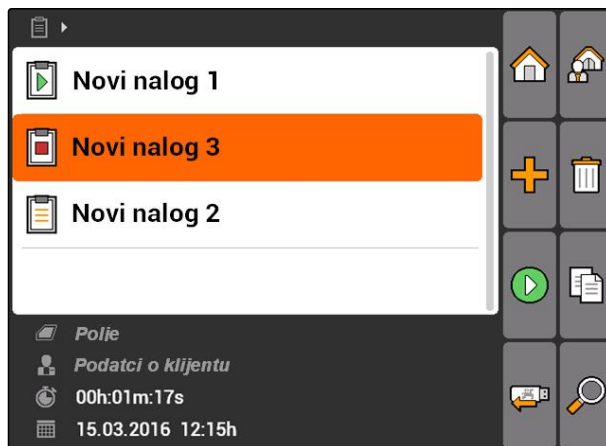 Novi nalog 1
Novi nalog 3
Novi nalog 2
Polje
Podatci o klijentu
00h:01m:17s
15.03.2016 12:15h